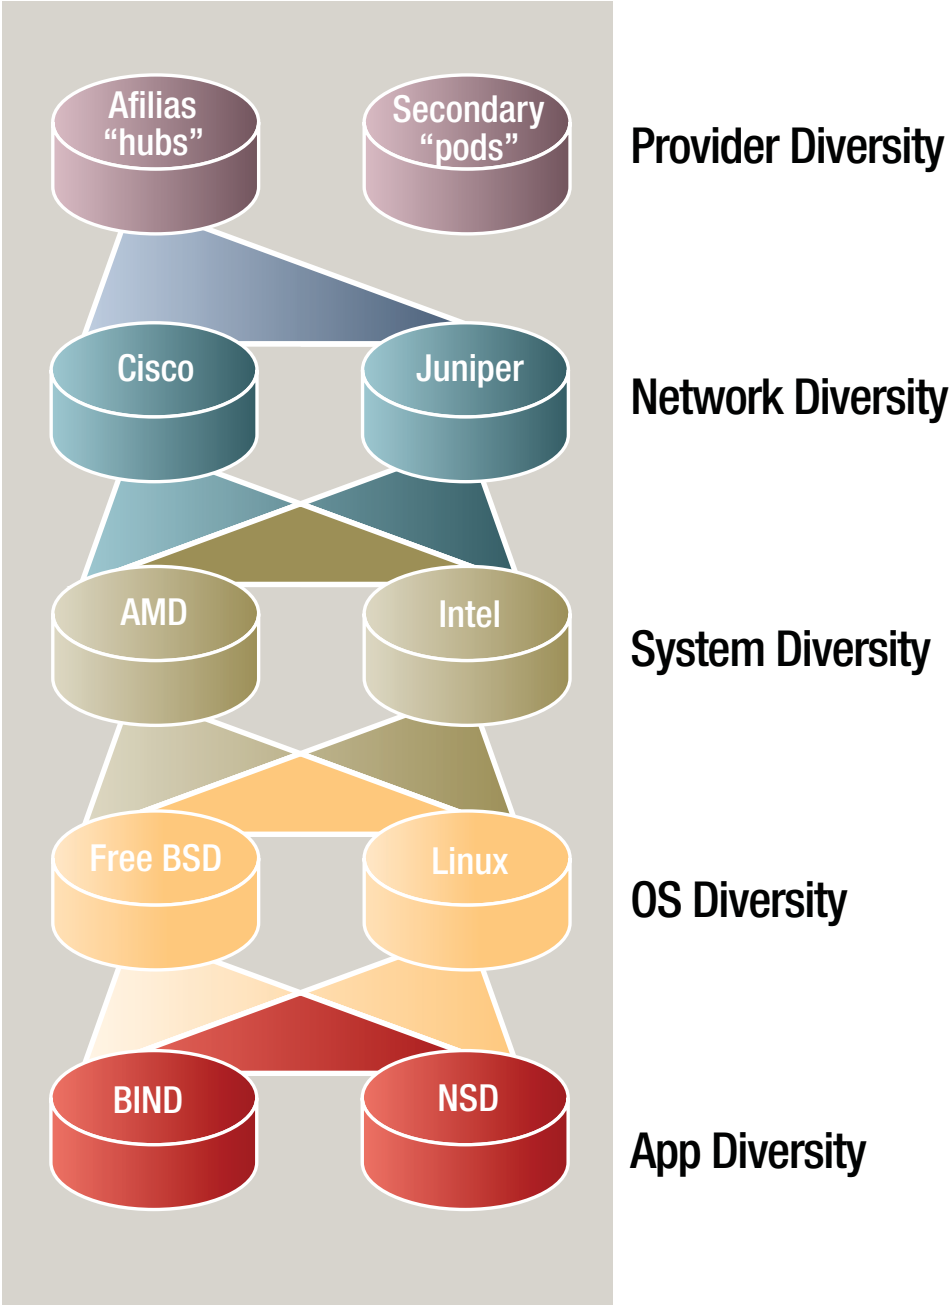 Afilias
“hubs”
Secondary
“pods”
Provider Diversity
Cisco
Juniper
Network Diversity
AMD
Intel
System Diversity
Free BSD
Linux
OS Diversity
BIND
NSD
App Diversity